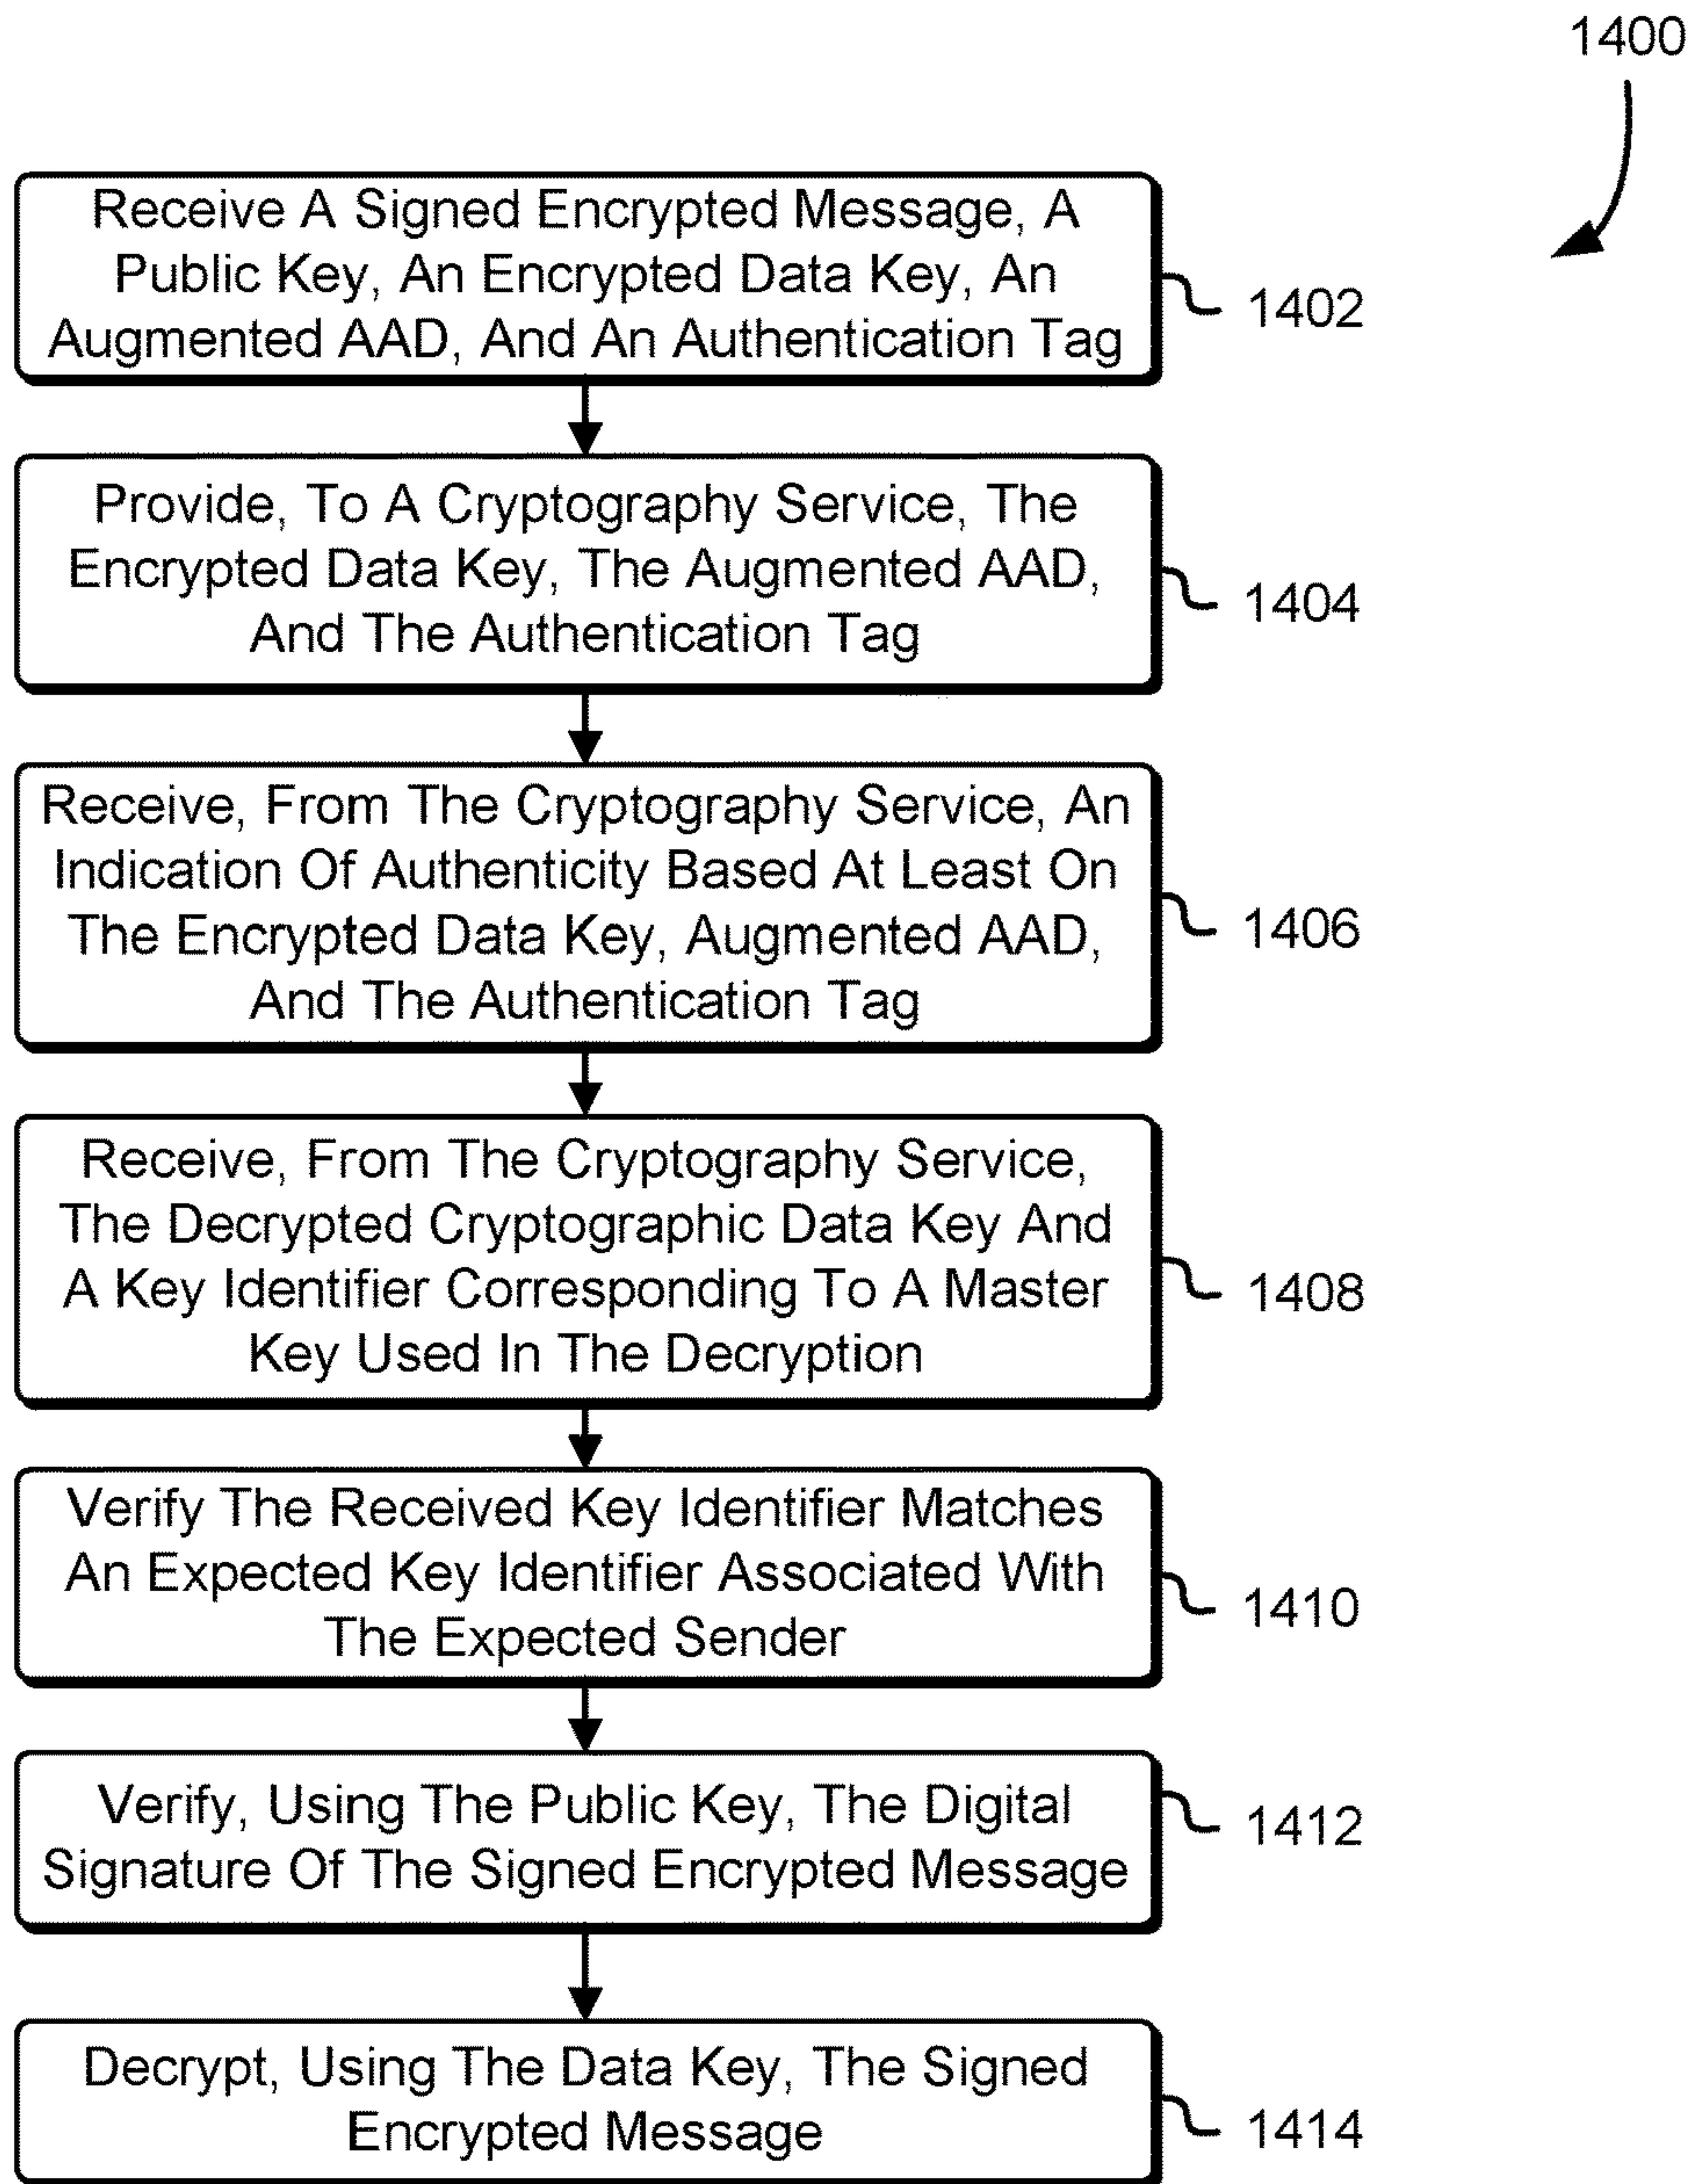 1400
Receive A Signed Encrypted Message, A
Public Key, An Encrypted Data Key, An
Augmented AAD, And An Authentication Tag
1402
Provide, To A Cryptography Service, The
Encrypted Data Key, The Augmented AAD,
And The Authentication Tag
1404
Receive, From The Cryptography Service, An
Indication Of Authenticity Based At Least On
The Encrypted Data Key, Augmented AAD,
And The Authentication Tag
1406
Receive, From The Cryptography Service,
The Decrypted Cryptographic Data Key And
A Key Identifier Corresponding To A Master
Key Used In The Decryption
1408
Verify The Received Key Identifier Matches
An Expected Key Identifier Associated With
The Expected Sender
1410
Verify, Using The Public Key, The Digital
Signature Of The Signed Encrypted Message
1412
Decrypt, Using The Data Key, The Signed
Encrypted Message
1414